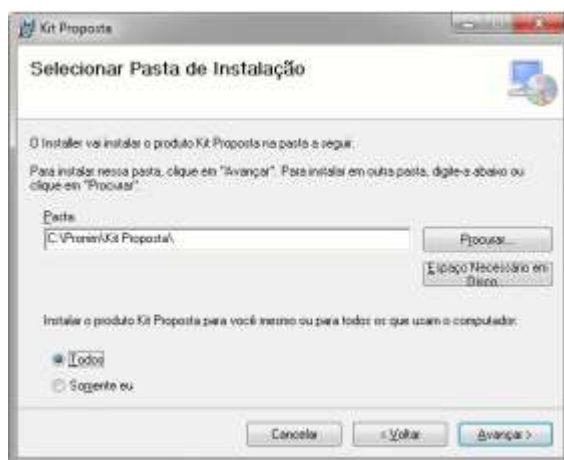 Kit Proposta
Selecionar Pasta de Instalação
O Installer vai instalar o produto Kit Proposta na pasta a seguir.
Para instalar nessa pasta, clique em "Avançar". Para instalar em outra pasta, digite-a abaixo ou
clique em "Procurar".
Pasta:
C:\Pronim\Kit Proposta\
Procurar...
Espaço Necessário em
Disco
Instalar o produto Kit Proposta para você mesmo ou para todos os que usam o computador:
Todos
Somente eu
Cancelar
< Voltar
Avançar >